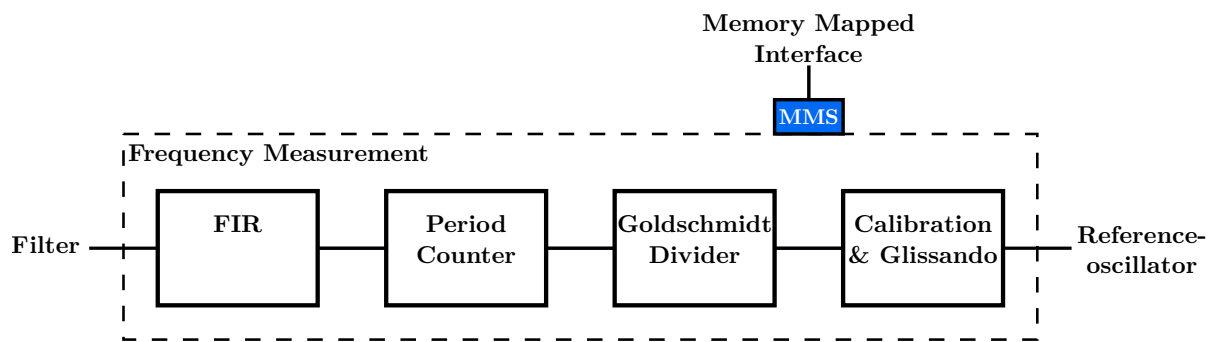 Memory Mapped
Interface
MMS
Frequency Measurement
Filter
FIR
Period
Counter
Goldschmidt
Divider
Calibration
& Glissando
Reference-
oscillator